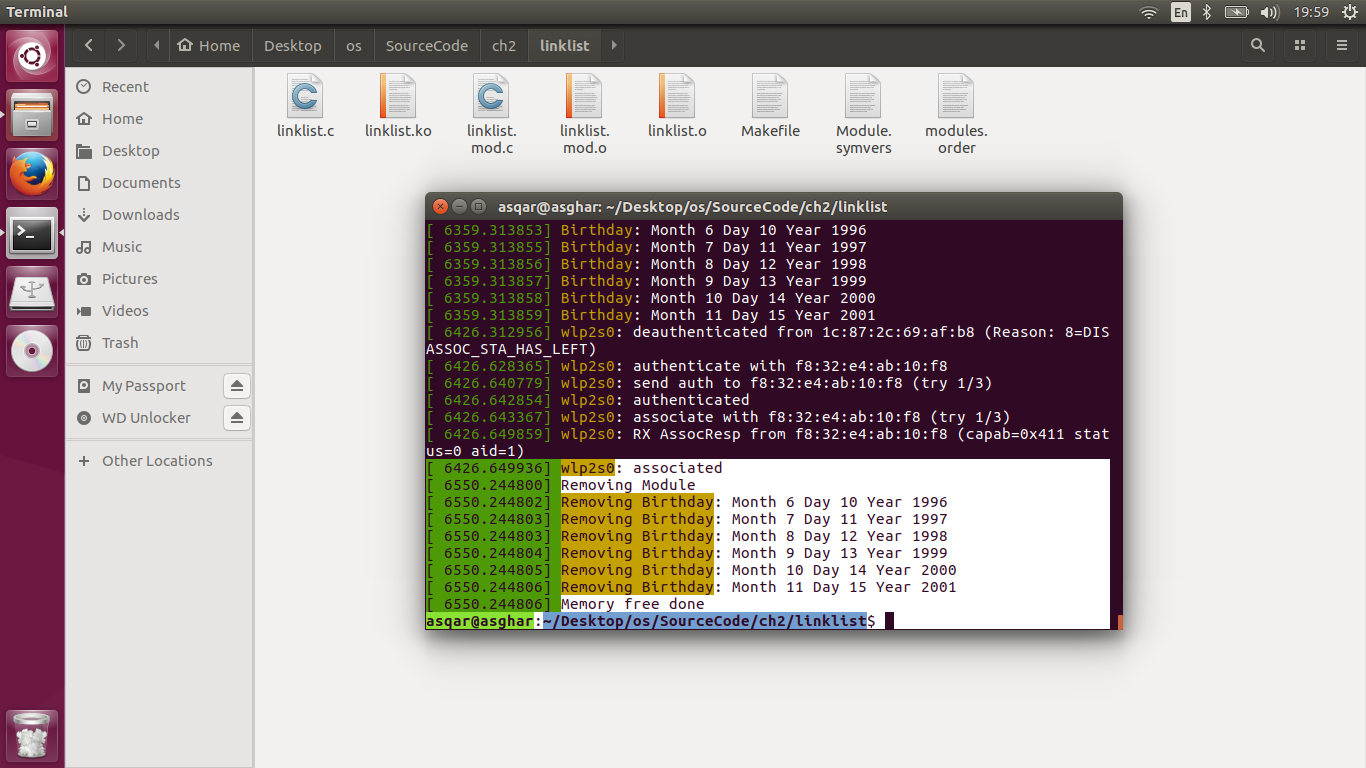 Terminal
En
19:59
Home
Desktop
os
SourceCode
ch2
linklist
Recent
Home
Desktop
Documents
Downloads
Music
Pictures
Videos
Trash
My Passport
WD Unlocker
Other Locations
linklist.c
linklist.ko
linklist.
mod.c
linklist.
mod.o
linklist.o
Makefile
Module.
symvers
modules.
order
asqar@asghar: ~/Desktop/os/SourceCode/ch2/linklist
[ 6359.313853] Birthday: Month 6 Day 10 Year 1996
[ 6359.313855] Birthday: Month 7 Day 11 Year 1997
[ 6359.313856] Birthday: Month 8 Day 12 Year 1998
[ 6359.313857] Birthday: Month 9 Day 13 Year 1999
[ 6359.313858] Birthday: Month 10 Day 14 Year 2000
[ 6359.313859] Birthday: Month 11 Day 15 Year 2001
[ 6426.312956] wlp2s0: deauthenticated from 1c:87:2c:69:af:b8 (Reason: 8=DIS
ASSOC_STA_HAS_LEFT)
[ 6426.628365] wlp2s0: authenticate with f8:32:e4:ab:10:f8
[ 6426.640779] wlp2s0: send auth to f8:32:e4:ab:10:f8 (try 1/3)
[ 6426.642854] wlp2s0: authenticated
[ 6426.643367] wlp2s0: associate with f8:32:e4:ab:10:f8 (try 1/3)
[ 6426.649859] wlp2s0: RX AssocResp from f8:32:e4:ab:10:f8 (capab=0x411 stat
us=0 aid=1)
[ 6426.649936] wlp2s0: associated
[ 6550.244800] Removing Module
[ 6550.244802] Removing Birthday: Month 6 Day 10 Year 1996
[ 6550.244803] Removing Birthday: Month 7 Day 11 Year 1997
[ 6550.244803] Removing Birthday: Month 8 Day 12 Year 1998
[ 6550.244804] Removing Birthday: Month 9 Day 13 Year 1999
[ 6550.244805] Removing Birthday: Month 10 Day 14 Year 2000
[ 6550.244806] Removing Birthday: Month 11 Day 15 Year 2001
[ 6550.244806] Memory free done
asqar@asghar:~/Desktop/os/SourceCode/ch2/linklist$